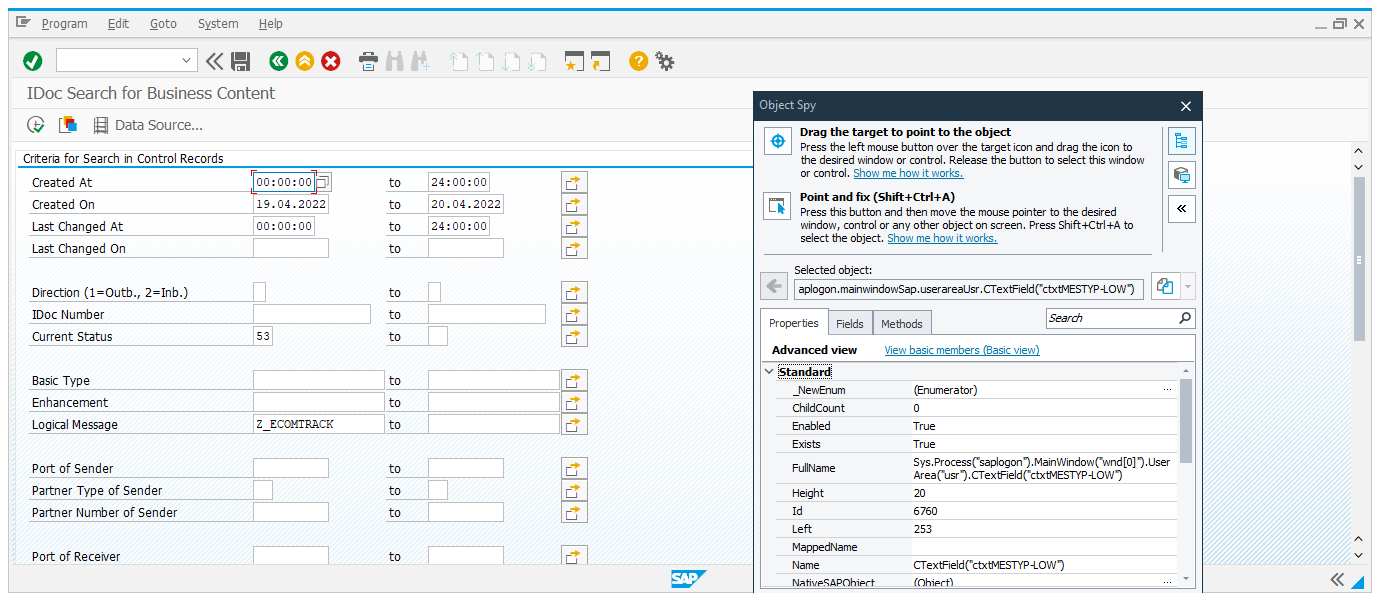 Program Edit Goto System Help
IDoc Search for Business Content
Data Source...
Criteria for Search in Control Records
Created At 00:00:00 to 24:00:00
Created On 19.04.2022 to 20.04.2022
Last Changed At 00:00:00 to 24:00:00
Last Changed On to
Direction (1=Outb., 2=Inb.) to
IDoc Number to
Current Status 53 to
Basic Type to
Enhancement to
Logical Message Z_ECOMTRACK to
Port of Sender to
Partner Type of Sender to
Partner Number of Sender to
Port of Receiver to
SAP
Object Spy
Drag the target to point to the object
Press the left mouse button over the target icon and drag the icon to
the desired window or control. Release the button to select this window
or control. Show me how it works.
Point and fix (Shift+Ctrl+A)
Press this button and then move the mouse pointer to the desired
window, control or any other object on screen. Press Shift+Ctrl+A to
select the object. Show me how it works.
Selected object:
aplogon.mainwindowSap.userareaUsr.CTextField("ctxtMESTYP-LOW")
Properties Fields Methods Search
Advanced view View basic members (Basic view)
Standard
_NewEnum (Enumerator) ...
ChildCount 0
Enabled True
Exists True
FullName Sys.Process("saplogon").MainWindow("wnd[0]").User
Area("usr").CTextField("ctxtMESTYP-LOW")
Height 20
Id 6760
Left 253
MappedName
Name CTextField("ctxtMESTYP-LOW")
NativeSAPObject (Object) ...